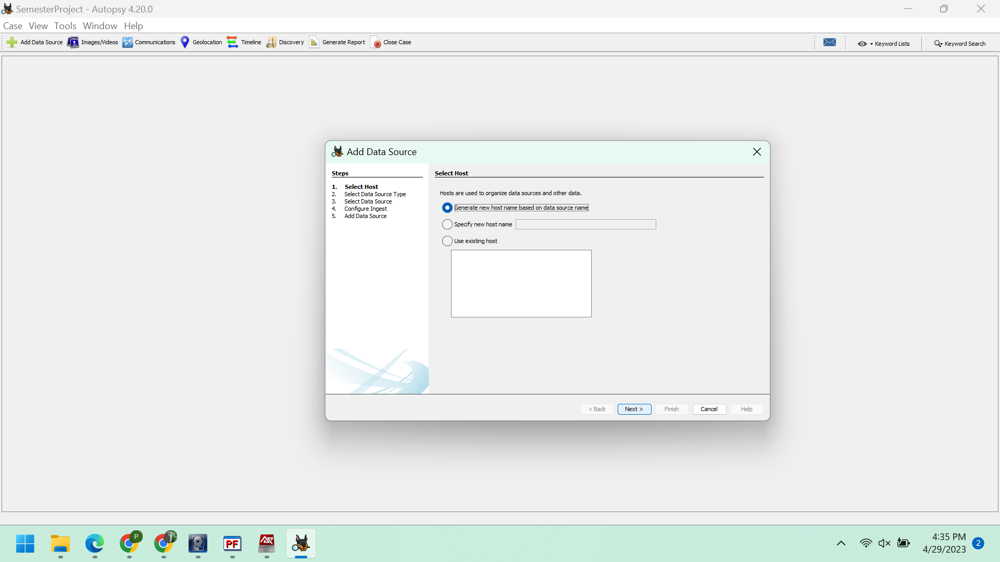 SemesterProject - Autopsy 4.20.0
Case View Tools Window Help
Add Data Source Images/Videos Communications Geolocation Timeline Discovery Generate Report Close Case Keyword Lists Keyword Search
Add Data Source
Steps
1. Select Host
2. Select Data Source Type
3. Select Data Source
4. Configure Ingest
5. Add Data Source
Select Host
Hosts are used to organize data sources and other data.
Generate new host name based on data source name
Specify new host name
Use existing host
< Back Next > Finish Cancel Help
P
PF
4:35 PM
4/29/2023
2